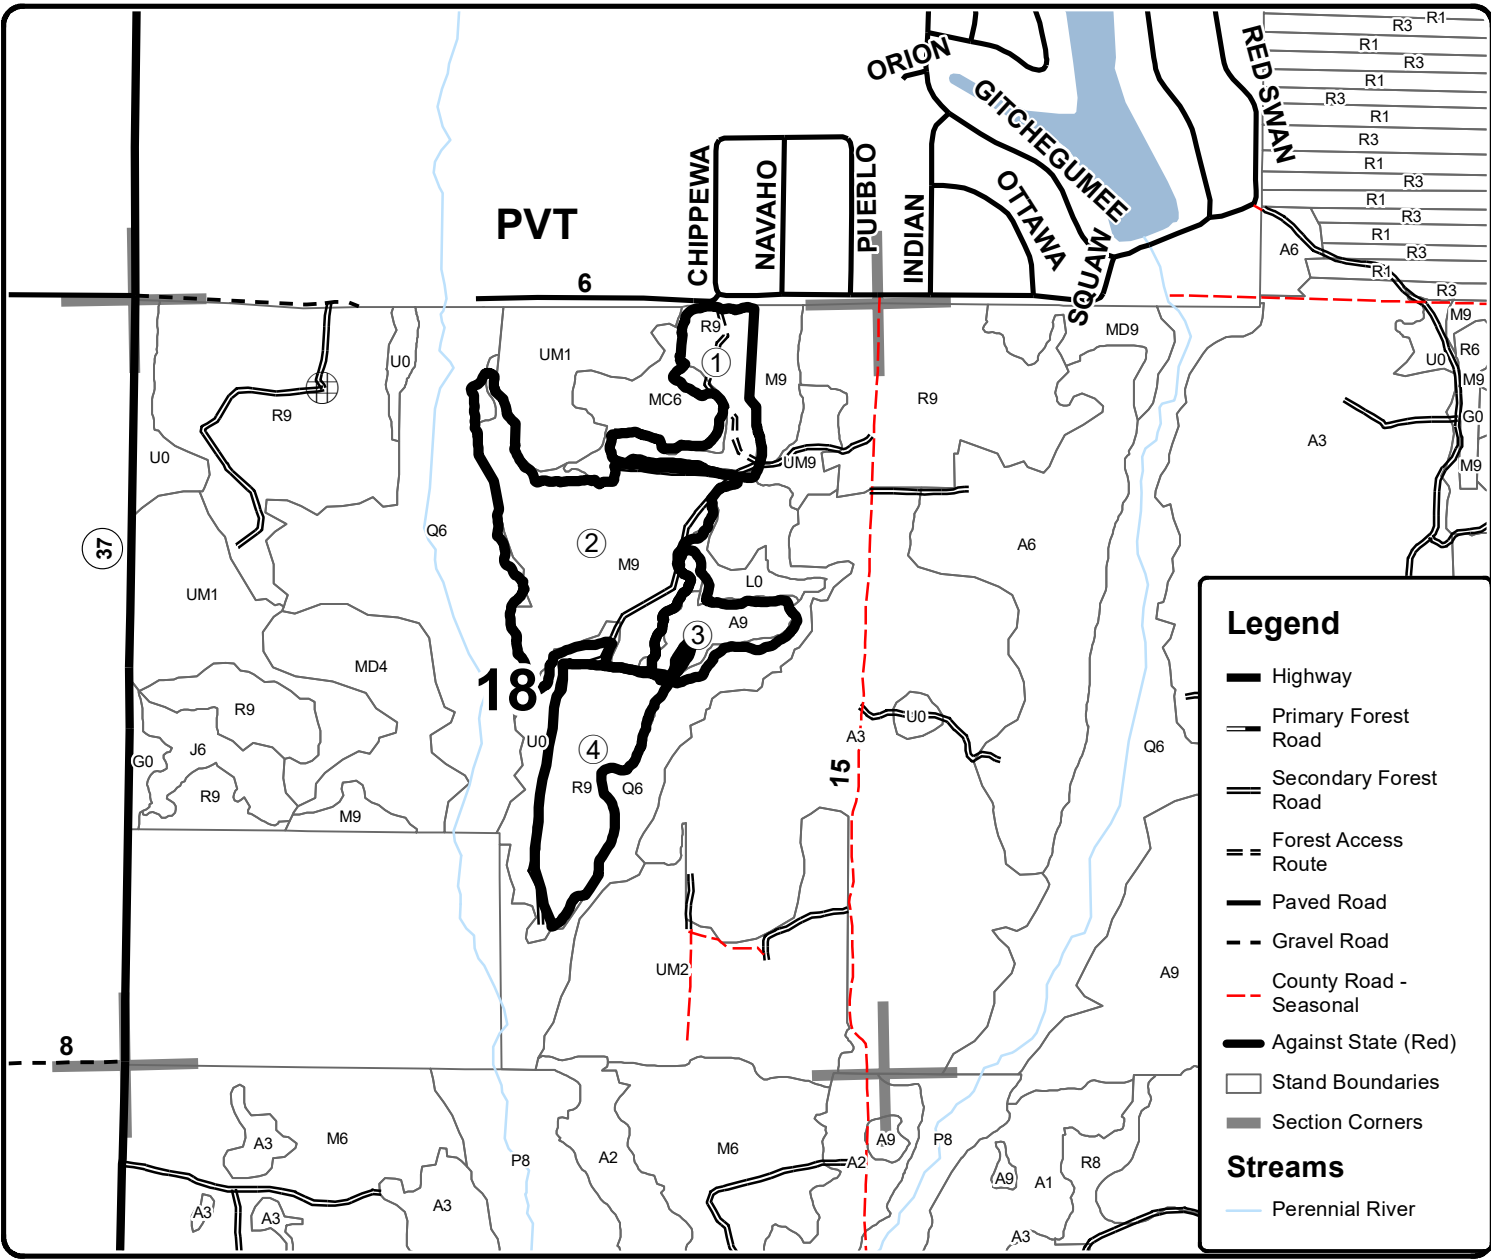 R1
R3
R1
R3
R1
R3
R1
R3
R1
R3
R1
R3
R1
R3
R1
R3
ORION
GITCHEGUMEE
RED SWAN
CHIPPEWA
NAVAHO
PUEBLO
INDIAN
OTTAWA
SQUAW
PVT
6
A6
M9
R6
U0
M9
G0
M9
A3
MD9
R9
UM1
R9
1
M9
MC6
U0
R9
U0
UM9
Q6
37
2
M9
A6
L0
A9
3
UM1
MD4
18
R9
J6
G0
R9
M9
U0
4
R9
Q6
U0
A3
15
Q6
UM2
A9
8
A3
M6
A3
A3
A3
P8
A2
M6
A2
A9
P8
A9
A1
R8
A3
Legend
Highway
Primary Forest
Road
Secondary Forest
Road
Forest Access
Route
Paved Road
Gravel Road
County Road -
Seasonal
Against State (Red)
Stand Boundaries
Section Corners
Streams
Perennial River